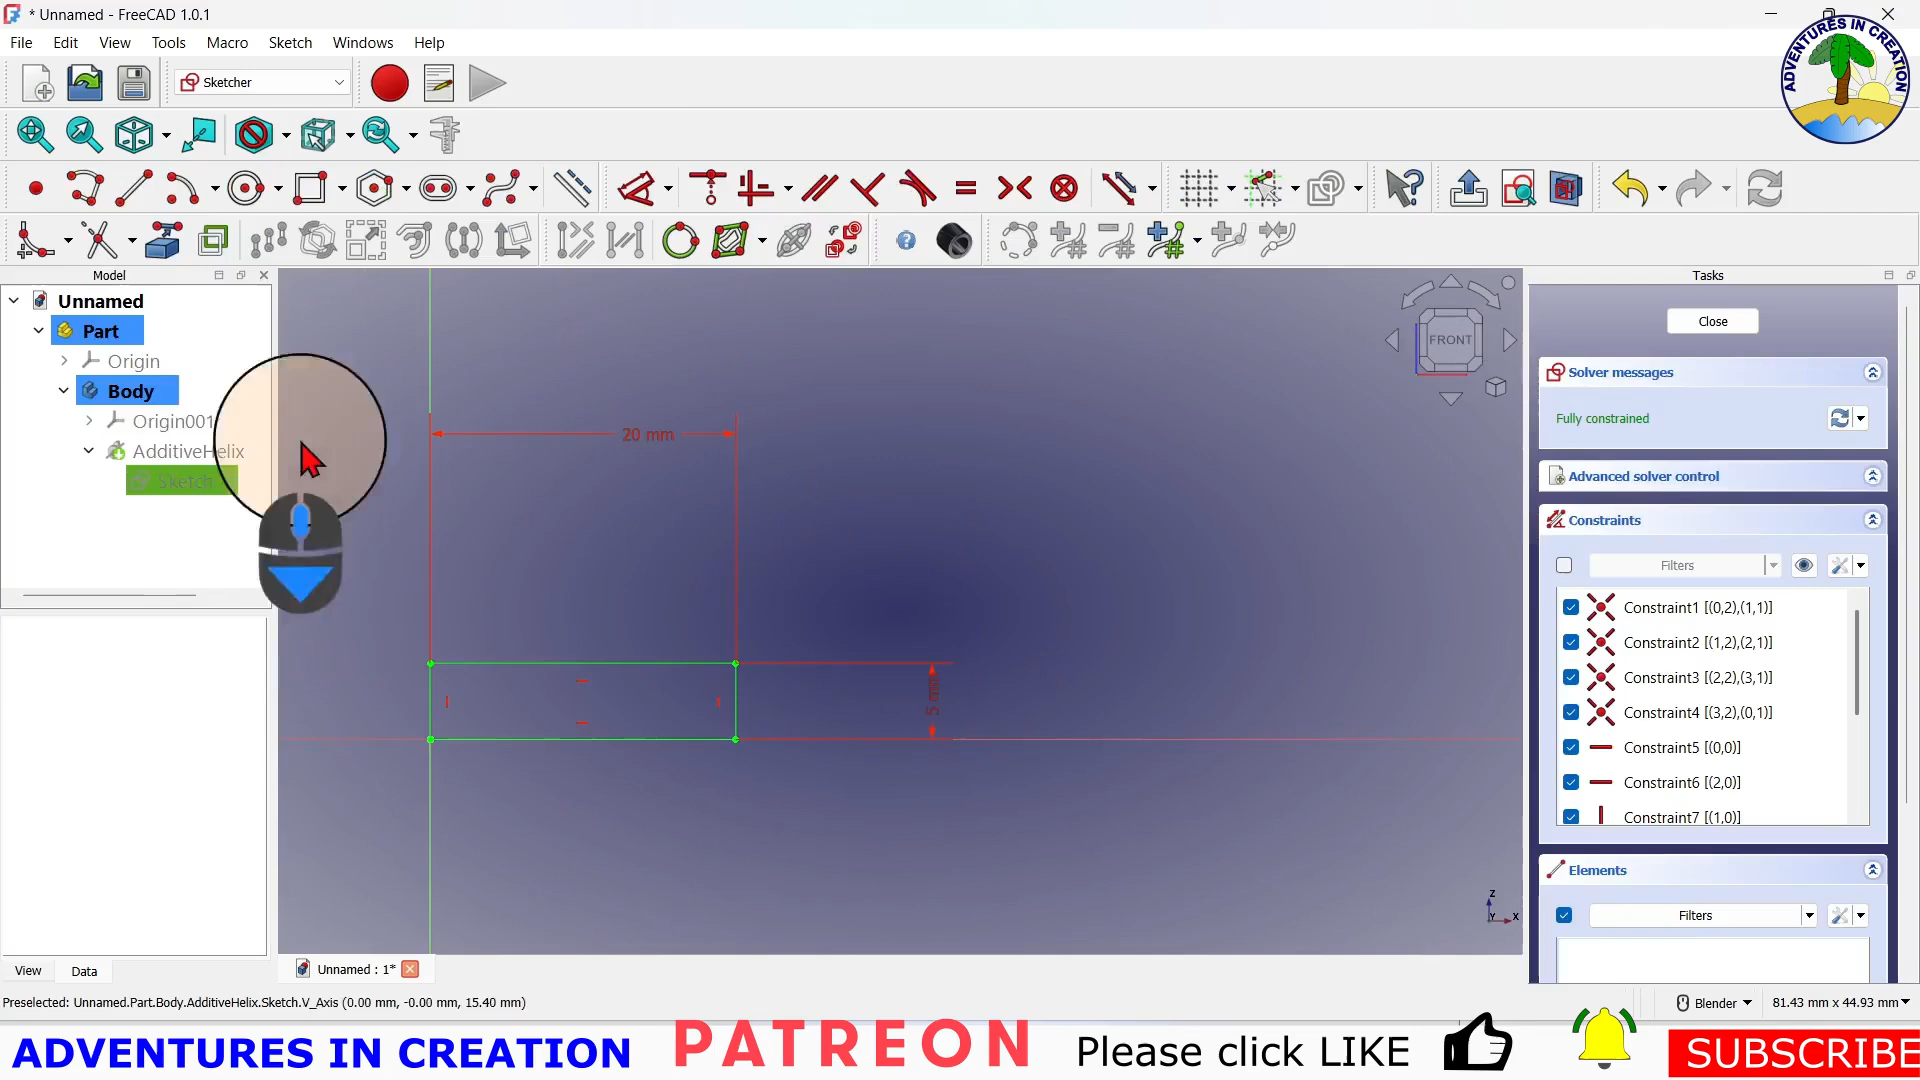 * Unnamed - FreeCAD 1.0.1
ADVENTURES IN CREATION
File Edit View Tools Macro Sketch Windows Help
Sketcher
Model
Tasks
Unnamed
Part
Origin
Body
Origin001
AdditiveHelix
Sketch
20 mm
5 mm
FRONT
Z
Y
X
Close
Solver messages
Fully constrained
Advanced solver control
Constraints
Filters
Constraint1 [(0,2),(1,1)]
Constraint2 [(1,2),(2,1)]
Constraint3 [(2,2),(3,1)]
Constraint4 [(3,2),(0,1)]
Constraint5 [(0,0)]
Constraint6 [(2,0)]
Constraint7 [(1,0)]
Elements
Filters
View Data
Unnamed : 1*
Preselected: Unnamed.Part.Body.AdditiveHelix.Sketch.V_Axis (0.00 mm, -0.00 mm, 15.40 mm)
Blender
81.43 mm x 44.93 mm
ADVENTURES IN CREATION PATREON Please click LIKE SUBSCRIBE